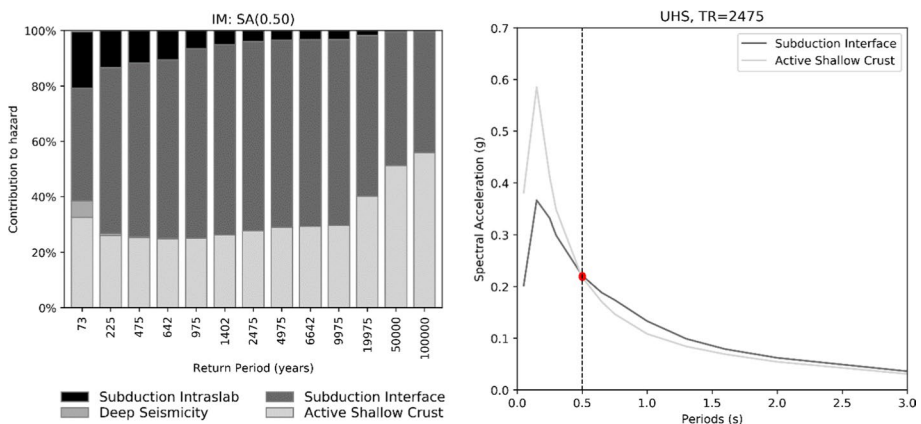 IM: SA(0.50)
100%
80%
60%
40%
20%
0%
Contribution to hazard
73
225
475
642
975
1402
2475
4975
6642
9975
19975
50000
100000
Return Period (years)
Subduction Intraslab
Subduction Interface
Deep Seismicity
Active Shallow Crust
UHS, TR=2475
Subduction Interface
Active Shallow Crust
0.7
0.6
0.5
0.4
0.3
0.2
0.1
0.0
Spectral Acceleration (g)
0.0 0.5 1.0 1.5 2.0 2.5 3.0
Periods (s)